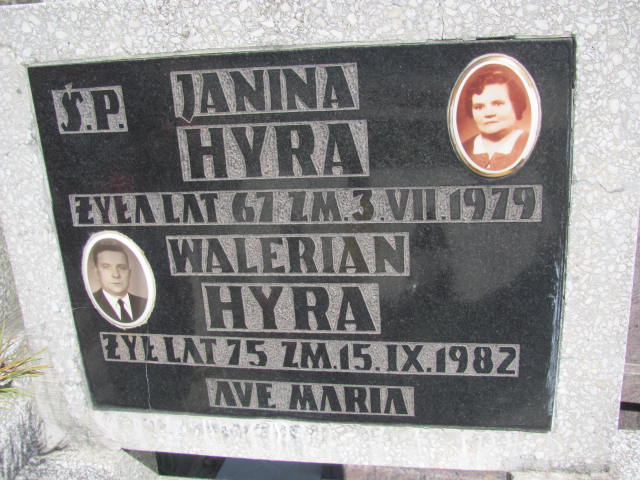 Ś.P. JANINA
HYRA
ŻYŁA LAT 67 ZM. 3.VII.1979
WALERIAN
HYRA
ŻYŁ LAT 75 ZM.15.IX.1982
AVE MARIA